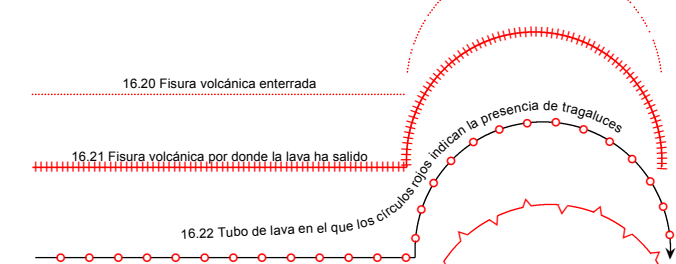 16.20 Fisura volcánica enterrada
16.21 Fisura volcánica por donde la lava ha salido
16.22 Tubo de lava en el que los círculos rojos indican la presencia de tragaluces